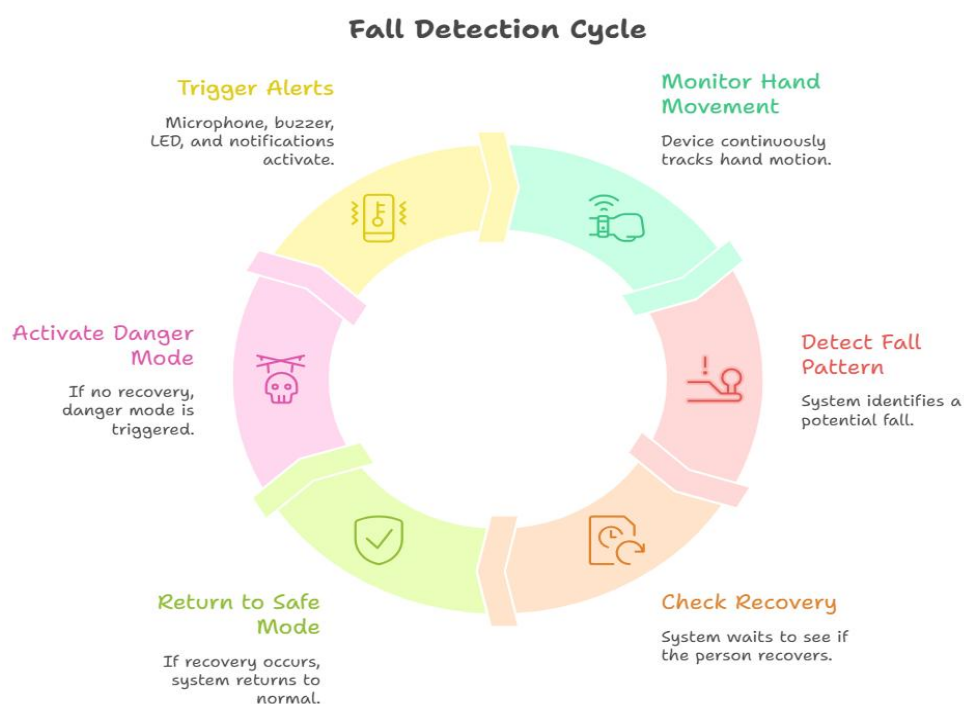 Fall Detection Cycle
Trigger Alerts
Microphone, buzzer,
LED, and notifications
activate.
Monitor Hand
Movement
Device continuously
tracks hand motion.
Activate Danger
Mode
If no recovery,
danger mode is
triggered.
Detect Fall
Pattern
System identifies a
potential fall.
Return to Safe
Mode
If recovery occurs,
system returns to
normal.
Check Recovery
System waits to see if
the person recovers.